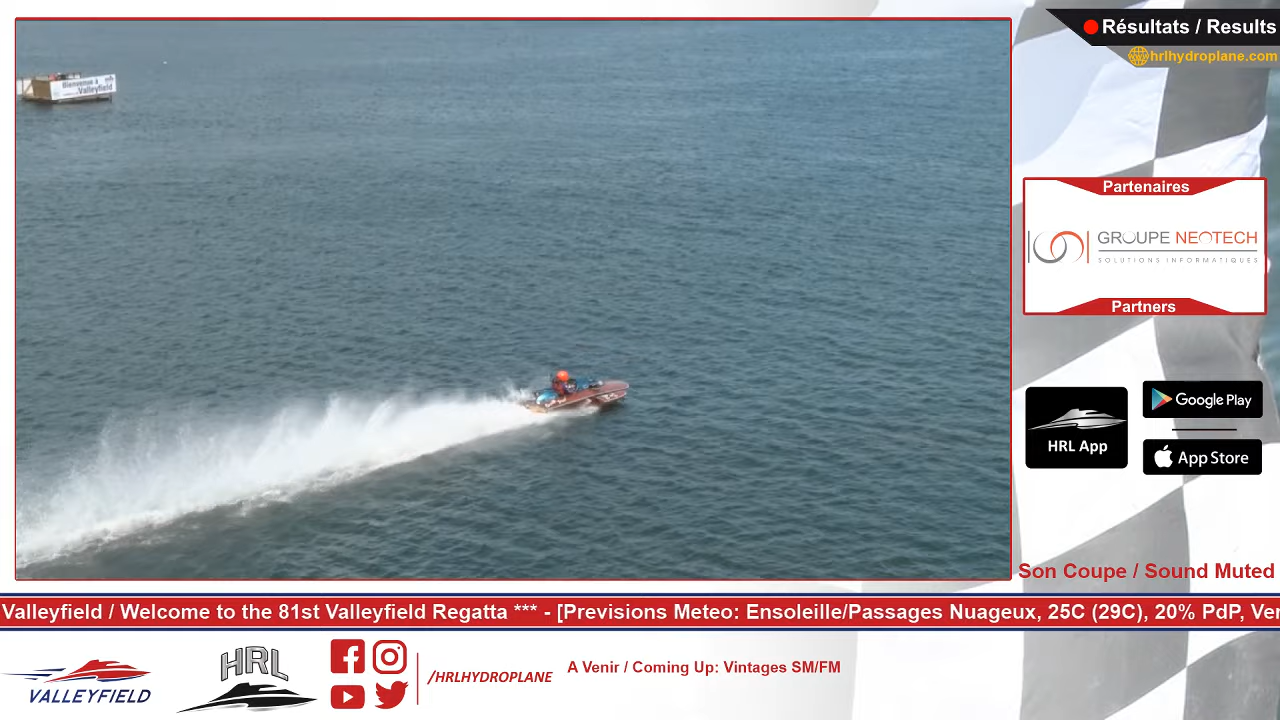 Résultats / Results
hrlhydroplane.com
Bienvenue à
Valleyfield
Partenaires
GROUPE NEOTECH
SOLUTIONS INFORMATIQUES
Partners
HRL App
Google Play
App Store
Son Coupe / Sound Muted
Valleyfield / Welcome to the 81st Valleyfield Regatta *** - [Previsions Meteo: Ensoleille/Passages Nuageux, 25C (29C), 20% PdP, Ver
VALLEYFIELD
HRL
/HRLHYDROPLANE
A Venir / Coming Up: Vintages SM/FM